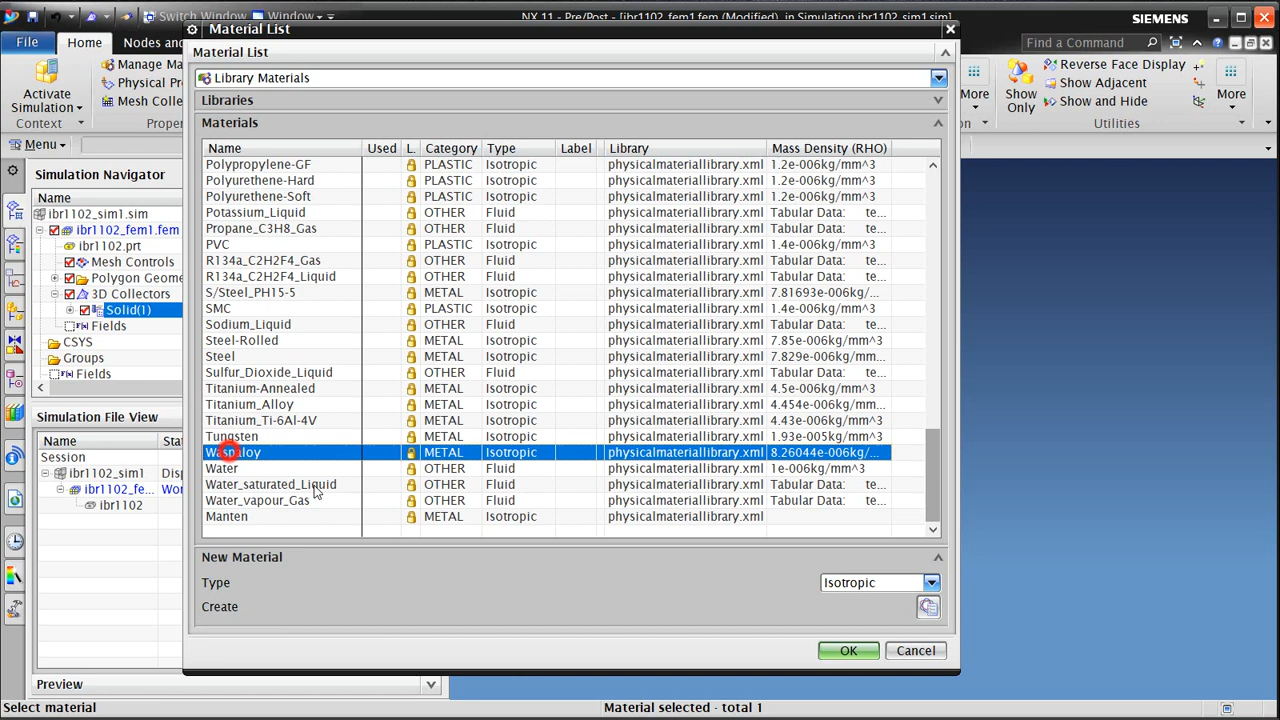 Switch Window Window NX 11 - Pre/Post - [ibr1102_fem1.fem (Modified) in Simulation ibr1102_sim1.sim] SIEMENS
Material List
File Home Nodes and Find a Command
Material List
Manage Ma
Library Materials
Reverse Face Display
Physical Pr
Show Adjacent
Activate Simulation
More
Show Only
More
Mesh Colle
Libraries
Show and Hide
Context Proper
Materials
Utilities
Menu
Name Used L. Category Type Label Library Mass Density (RHO)
Polypropylene-GF PLASTIC Isotropic physicalmateriallibrary.xml 1.2e-006kg/mm^3
Polyurethene-Hard PLASTIC Isotropic physicalmateriallibrary.xml 1.2e-006kg/mm^3
Polyurethene-Soft PLASTIC Isotropic physicalmateriallibrary.xml 1.2e-006kg/mm^3
Potassium_Liquid OTHER Fluid physicalmateriallibrary.xml Tabular Data: te...
Propane_C3H8_Gas OTHER Fluid physicalmateriallibrary.xml Tabular Data: te...
PVC PLASTIC Isotropic physicalmateriallibrary.xml 1.4e-006kg/mm^3
R134a_C2H2F4_Gas OTHER Fluid physicalmateriallibrary.xml Tabular Data: te...
R134a_C2H2F4_Liquid OTHER Fluid physicalmateriallibrary.xml Tabular Data: te...
S/Steel_PH15-5 METAL Isotropic physicalmateriallibrary.xml 7.81693e-006kg/...
SMC PLASTIC Isotropic physicalmateriallibrary.xml 1.4e-006kg/mm^3
Sodium_Liquid OTHER Fluid physicalmateriallibrary.xml Tabular Data: te...
Steel-Rolled METAL Isotropic physicalmateriallibrary.xml 7.85e-006kg/mm^3
Steel METAL Isotropic physicalmateriallibrary.xml 7.829e-006kg/mm...
Sulfur_Dioxide_Liquid OTHER Fluid physicalmateriallibrary.xml Tabular Data: te...
Titanium-Annealed METAL Isotropic physicalmateriallibrary.xml 4.5e-006kg/mm^3
Titanium_Alloy METAL Isotropic physicalmateriallibrary.xml 4.454e-006kg/mm...
Titanium_Ti-6Al-4V METAL Isotropic physicalmateriallibrary.xml 4.43e-006kg/mm...
Tungsten METAL Isotropic physicalmateriallibrary.xml 1.93e-005kg/mm^3
Waspaloy METAL Isotropic physicalmateriallibrary.xml 8.26044e-006kg/...
Water OTHER Fluid physicalmateriallibrary.xml 1e-006kg/mm^3
Water_saturated_Liquid OTHER Fluid physicalmateriallibrary.xml Tabular Data: te...
Water_vapour_Gas OTHER Fluid physicalmateriallibrary.xml Tabular Data: te...
Manten METAL Isotropic physicalmateriallibrary.xml
New Material
Type Isotropic
Create
OK Cancel
Simulation Navigator
Name
ibr1102_sim1.sim
ibr1102_fem1.fem
ibr1102.prt
Mesh Controls
Polygon Geome
3D Collectors
Solid(1)
Fields
CSYS
Groups
Fields
Simulation File View
Name Stat
Session
ibr1102_sim1 Disp
ibr1102_fe... Wor
ibr1102
Preview
Select material Material selected - total 1